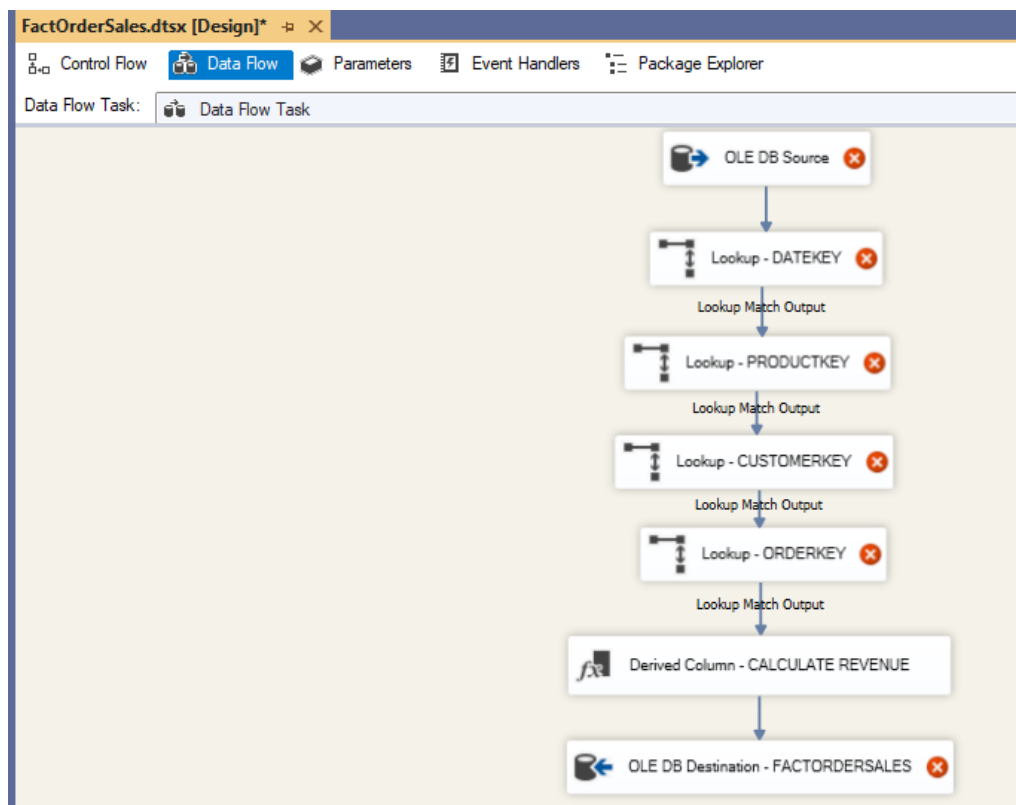 FactOrderSales.dtsx [Design]*
Control Flow Data Flow Parameters Event Handlers Package Explorer
Data Flow Task: Data Flow Task
OLE DB Source
Lookup - DATEKEY
Lookup Match Output
Lookup - PRODUCTKEY
Lookup Match Output
Lookup - CUSTOMERKEY
Lookup Match Output
Lookup - ORDERKEY
Lookup Match Output
Derived Column - CALCULATE REVENUE
OLE DB Destination - FACTORDERSALES